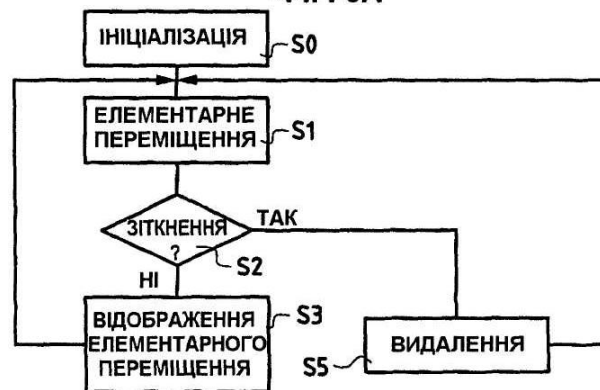 ІНІЦІАЛІЗАЦІЯ S0
ЕЛЕМЕНТАРНЕ
ПЕРЕМІЩЕННЯ S1
ЗІТКНЕННЯ ТАК
? S2
НІ
ВІДОБРАЖЕННЯ S3
ЕЛЕМЕНТАРНОГО
ПЕРЕМІЩЕННЯ
ВИДАЛЕННЯ
S5